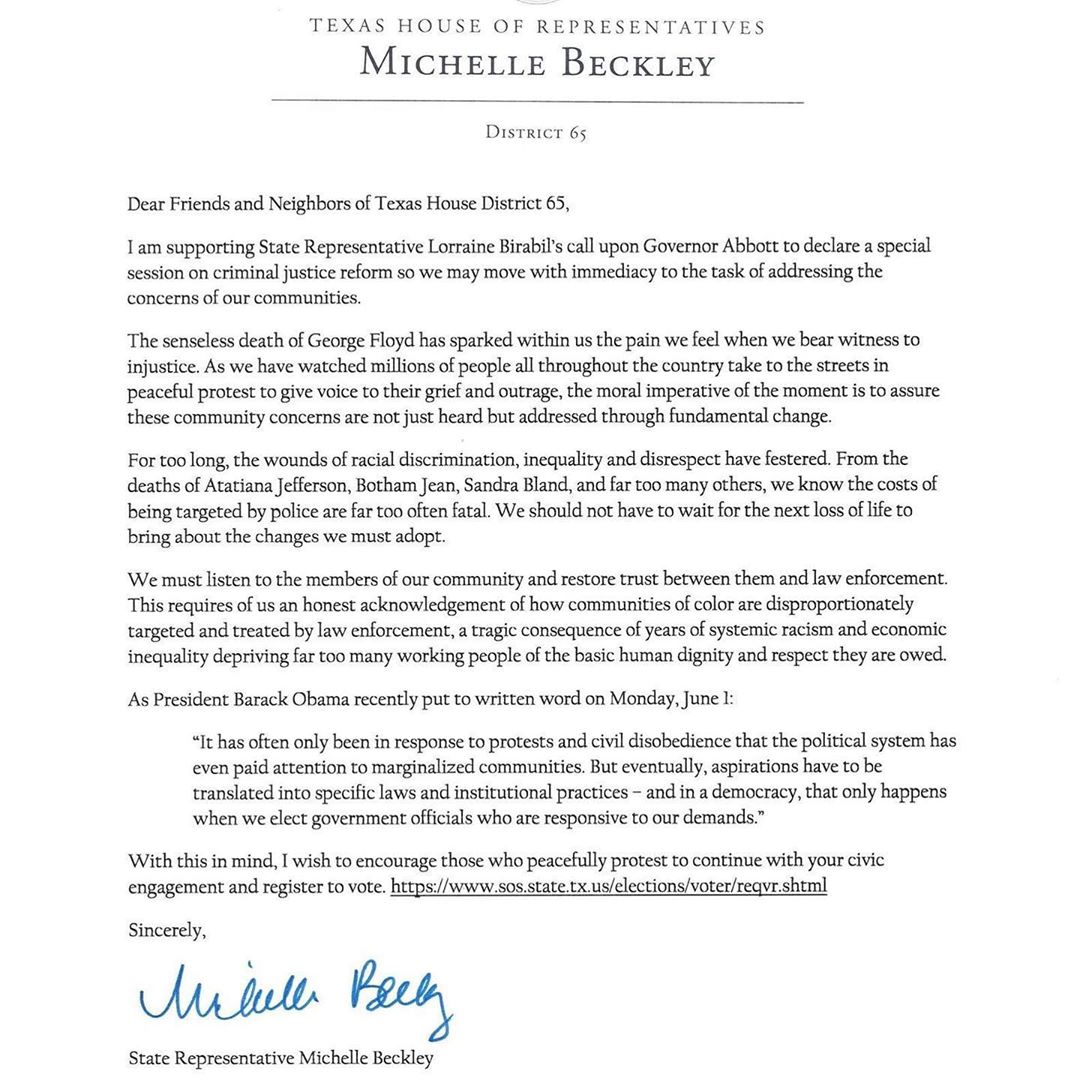 TEXAS HOUSE OF REPRESENTATIVES
MICHELLE BECKLEY
DISTRICT 65
Dear Friends and Neighbors of Texas House District 65,
I am supporting State Representative Lorraine Birabil's call upon Governor Abbott to declare a special
session on criminal justice reform so we may move with immediacy to the task of addressing the
concerns of our communities.
The senseless death of George Floyd has sparked within us the pain we feel when we bear witness to
injustice. As we have watched millions of people all throughout the country take to the streets in
peaceful protest to give voice to their grief and outrage, the moral imperative of the moment is to assure
these community concerns are not just heard but addressed through fundamental change.
For too long, the wounds of racial discrimination, inequality and disrespect have festered. From the
deaths of Atatiana Jefferson, Botham Jean, Sandra Bland, and far too many others, we know the costs of
being targeted by police are far too often fatal. We should not have to wait for the next loss of life to
bring about the changes we must adopt.
We must listen to the members of our community and restore trust between them and law enforcement.
This requires of us an honest acknowledgement of how communities of color are disproportionately
targeted and treated by law enforcement, a tragic consequence of years of systemic racism and economic
inequality depriving far too many working people of the basic human dignity and respect they are owed.
As President Barack Obama recently put to written word on Monday, June 1:
“It has often only been in response to protests and civil disobedience that the political system has
even paid attention to marginalized communities. But eventually, aspirations have to be
translated into specific laws and institutional practices – and in a democracy, that only happens
when we elect government officials who are responsive to our demands.”
With this in mind, I wish to encourage those who peacefully protest to continue with your civic
engagement and register to vote. https://www.sos.state.tx.us/elections/voter/reqvr.shtml
Sincerely,
Michelle Beckley
State Representative Michelle Beckley